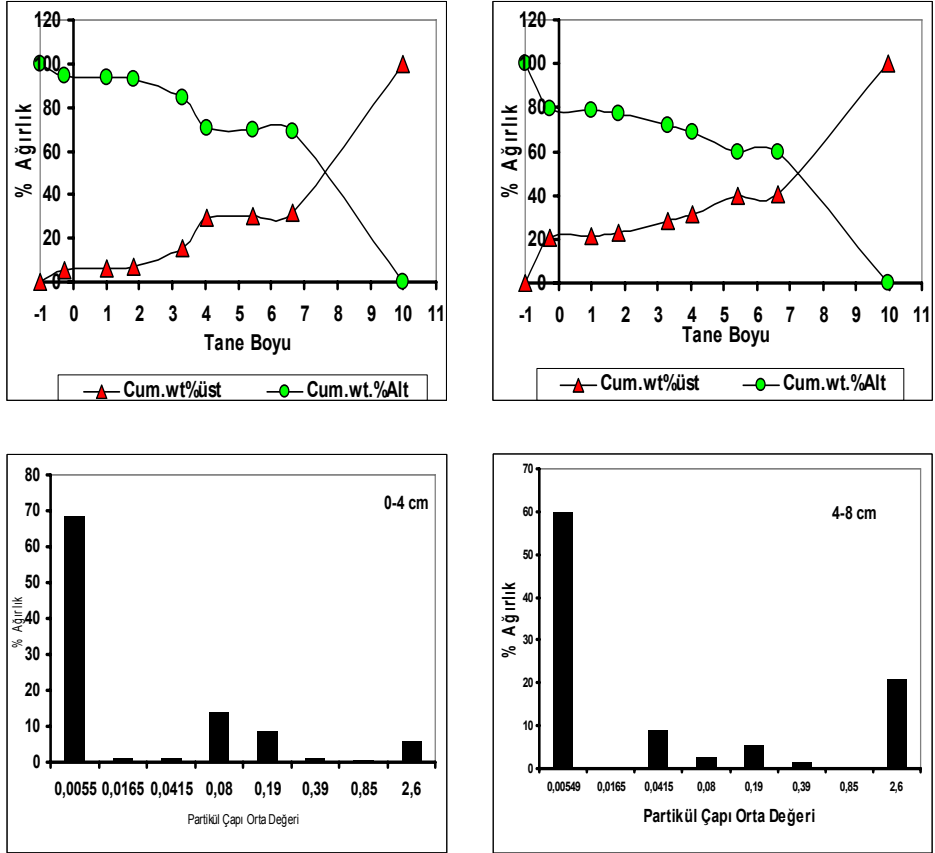 120
100
80
60
40
20
0
% Ağırlık
-1 0 1 2 3 4 5 6 7 8 9 10 11
Tane Boyu
Cum.wt%üst Cum.wt.%Alt
120
100
80
60
40
20
0
% Ağırlık
-1 0 1 2 3 4 5 6 7 8 9 10 11
Tane Boyu
Cum.wt%üst Cum.wt.%Alt
80
70
60
50
40
30
20
10
0
% Ağırlık
0-4 cm
0,0055 0,0165 0,0415 0,08 0,19 0,39 0,85 2,6
Partikül Çapı Orta Değeri
70
60
50
40
30
20
10
0
% Ağırlık
4-8 cm
0,00549 0,0165 0,0415 0,08 0,19 0,39 0,85 2,6
Partikül Çapı Orta Değeri